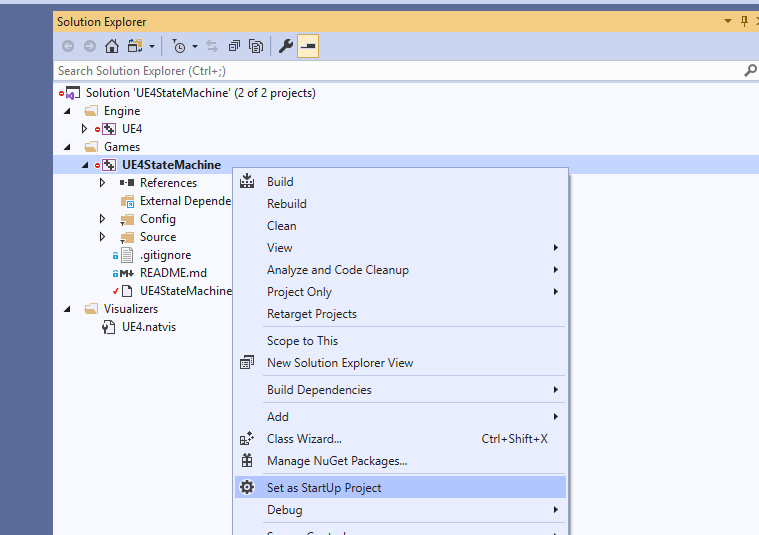 Solution Explorer
Search Solution Explorer (Ctrl+;)
Solution 'UE4StateMachine' (2 of 2 projects)
Engine
UE4
Games
UE4StateMachine
References
External Depende
Config
Source
.gitignore
README.md
UE4StateMachine
Visualizers
UE4.natvis
Build
Rebuild
Clean
View
Analyze and Code Cleanup
Project Only
Retarget Projects
Scope to This
New Solution Explorer View
Build Dependencies
Add
Class Wizard... Ctrl+Shift+X
Manage NuGet Packages...
Set as StartUp Project
Debug